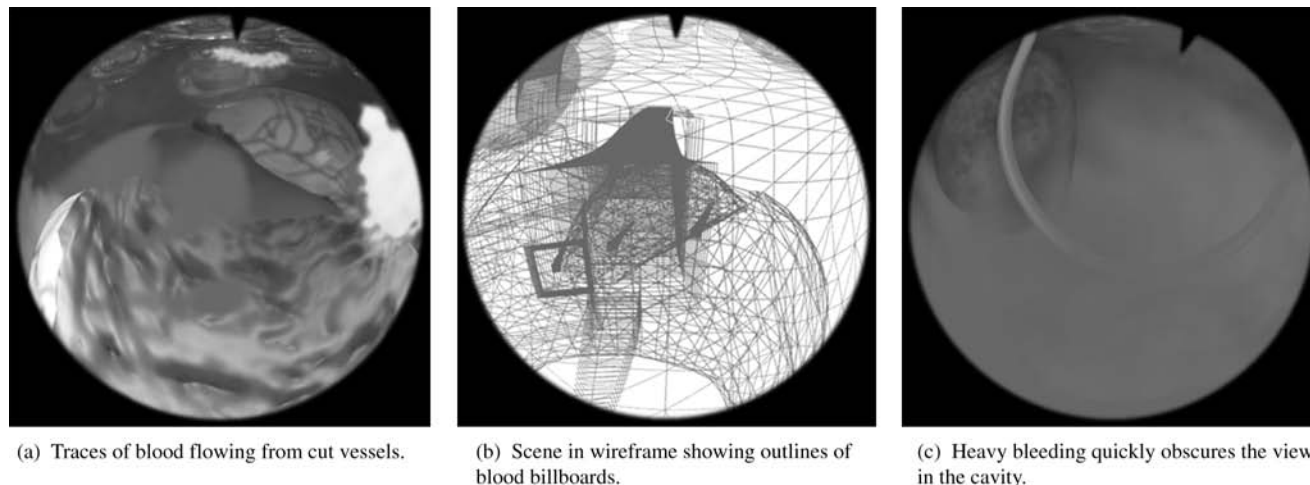 (a) Traces of blood flowing from cut vessels.
(b) Scene in wireframe showing outlines of
blood billboards.
(c) Heavy bleeding quickly obscures the view
in the cavity.